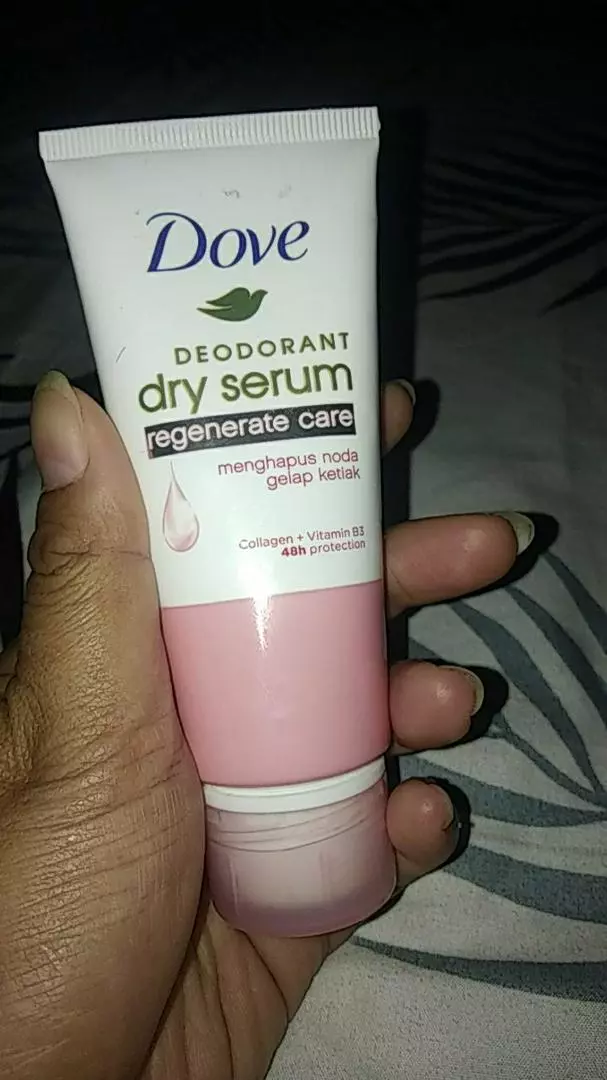 Dove
DEODORANT
dry serum
regenerate care
menghapus noda
gelap ketiak
Collagen + Vitamin B3
48h protection